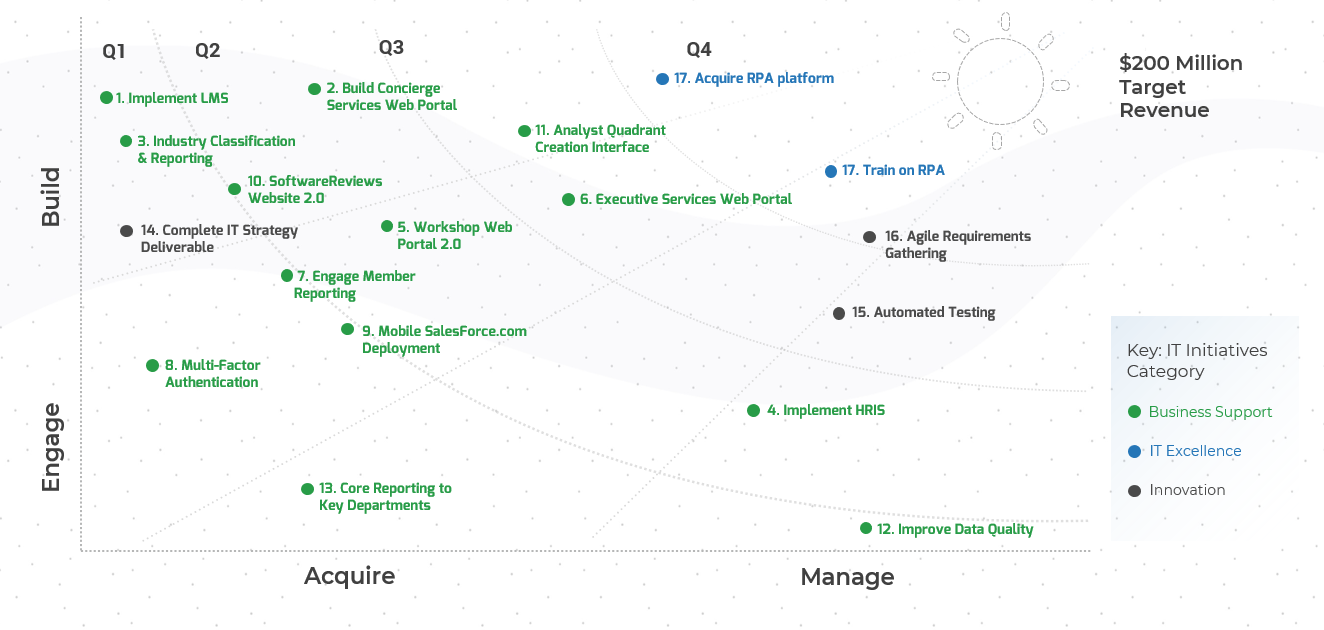 Q1
Q2
Q3
Q4
$200 Million
Target
Revenue
1. Implement LMS
2. Build Concierge
Services Web Portal
17. Acquire RPA platform
3. Industry Classification
& Reporting
11. Analyst Quadrant
Creation Interface
10. SoftwareReviews
Website 2.0
6. Executive Services Web Portal
17. Train on RPA
14. Complete IT Strategy
Deliverable
5. Workshop Web
Portal 2.0
16. Agile Requirements
Gathering
7. Engage Member
Reporting
15. Automated Testing
9. Mobile SalesForce.com
Deployment
8. Multi-Factor
Authentication
4. Implement HRIS
13. Core Reporting to
Key Departments
12. Improve Data Quality
Build
Engage
Acquire
Manage
Key: IT Initiatives
Category
Business Support
IT Excellence
Innovation